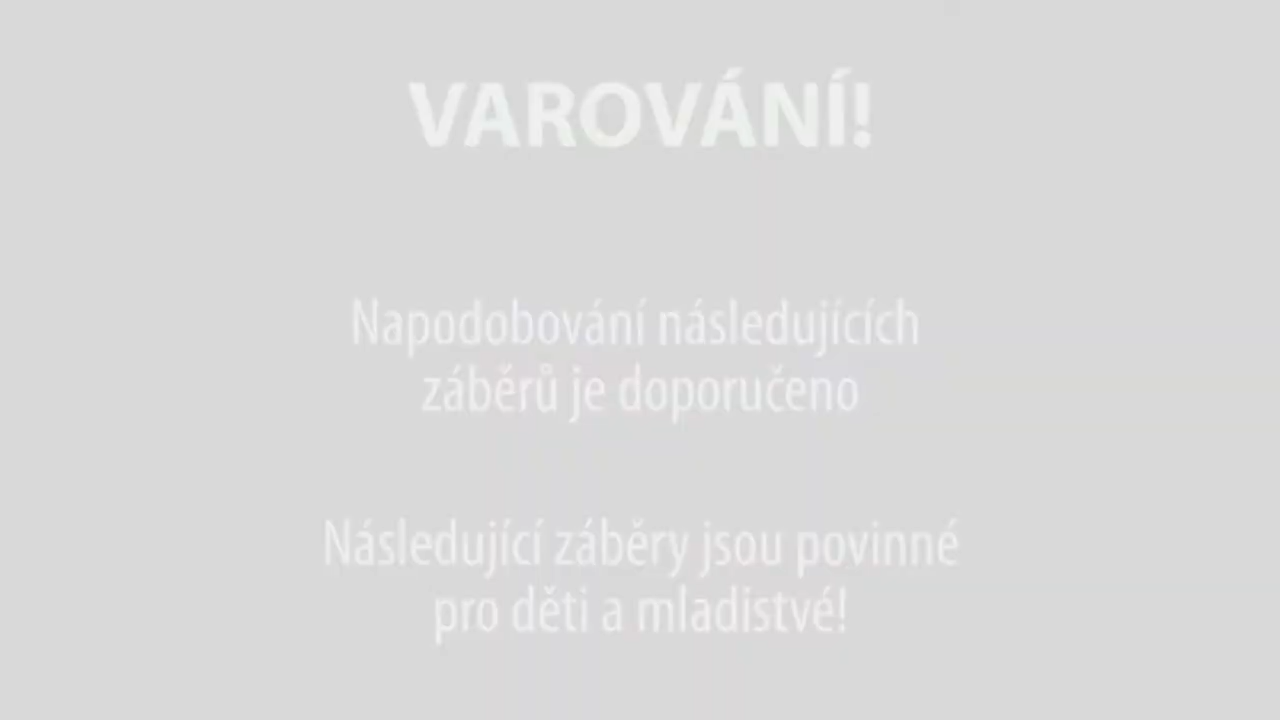 VAROVÁNÍ!
Napodobování následujících
záběrů je doporučeno
Následující záběry jsou povinné
pro děti a mladistvé!